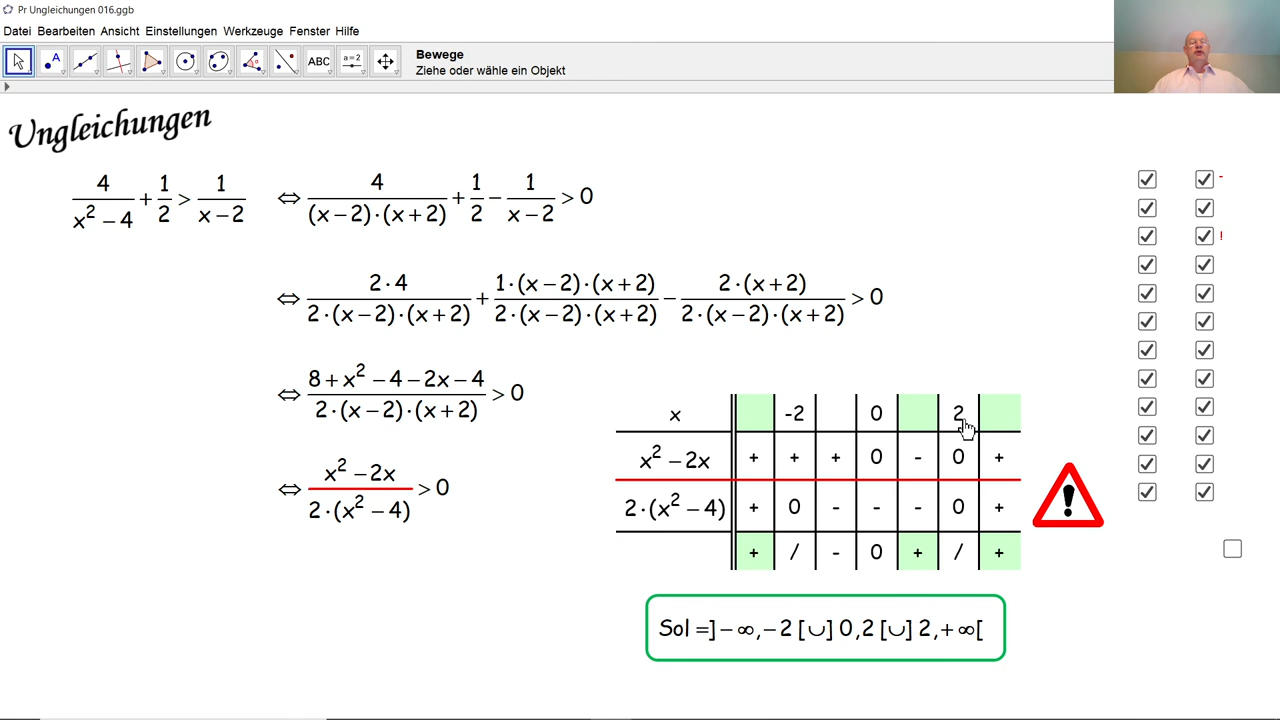 Pr Ungleichungen 016.ggb
Datei Bearbeiten Ansicht Einstellungen Werkzeuge Fenster Hilfe
ABC a=2 Bewege
Ziehe oder wähle ein Objekt
Ungleichungen
4/(x² – 4) + 1/2 > 1/(x – 2) ⇔ 4/((x – 2)·(x + 2)) + 1/2 – 1/(x – 2) > 0
⇔ (2·4)/(2·(x – 2)·(x + 2)) + (1·(x – 2)·(x + 2))/(2·(x – 2)·(x + 2)) – (2·(x + 2))/(2·(x – 2)·(x + 2)) > 0
⇔ (8 + x² – 4 – 2x – 4)/(2·(x – 2)·(x + 2)) > 0
⇔ (x² – 2x)/(2·(x² – 4)) > 0
x -2 0 2
x² – 2x + + + 0 - 0 +
2·(x² – 4) + 0 - - - 0 +
+ / - 0 + / +
!
Sol =]– ∞,– 2 [∪] 0,2 [∪] 2,+ ∞[
-
!